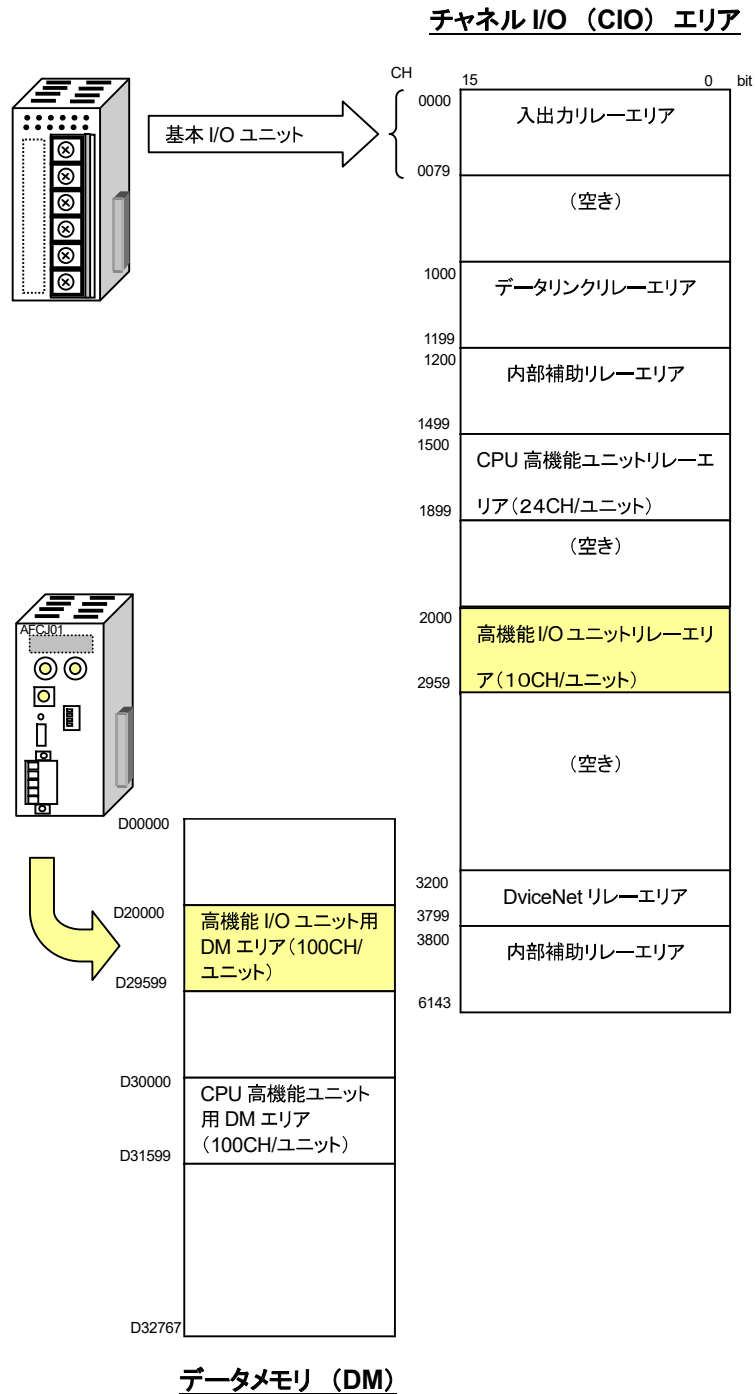 チャネル I/O （CIO） エリア
CH
15
0
bit
0000
入出力リレーエリア
基本 I/O ユニット
0079
（空き）
1000
データリンクリレーエリア
1199
1200
内部補助リレーエリア
1499
1500
CPU 高機能ユニットリレーエ
リア（２４CH/ユニット）
1899
（空き）
2000
高機能 I/O ユニットリレーエリ
ア（１０CH/ユニット）
2959
（空き）
3200
DviceNet リレーエリア
3799
3800
内部補助リレーエリア
6143
AFCJ01
D00000
D20000
高機能 I/O ユニット用
DM エリア（100CH/
ユニット）
D29599
D30000
CPU 高機能ユニット
用 DM エリア
（100CH/ユニット）
D31599
D32767
データメモリ （DM）